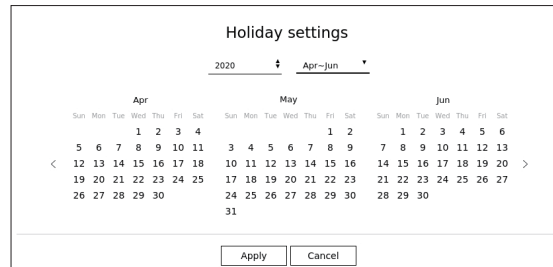 Holiday settings
2020 Apr~Jun
Apr May Jun
Sun Mon Tue Wed Thu Fri Sat Sun Mon Tue Wed Thu Fri Sat Sun Mon Tue Wed Thu Fri Sat
1 2 3 4 1 2 1 2 3 4 5 6
5 6 7 8 9 10 11 3 4 5 6 7 8 9 7 8 9 10 11 12 13
12 13 14 15 16 17 18 10 11 12 13 14 15 16 14 15 16 17 18 19 20
19 20 21 22 23 24 25 17 18 19 20 21 22 23 21 22 23 24 25 26 27
26 27 28 29 30 24 25 26 27 28 29 30 28 29 30
31
Apply Cancel